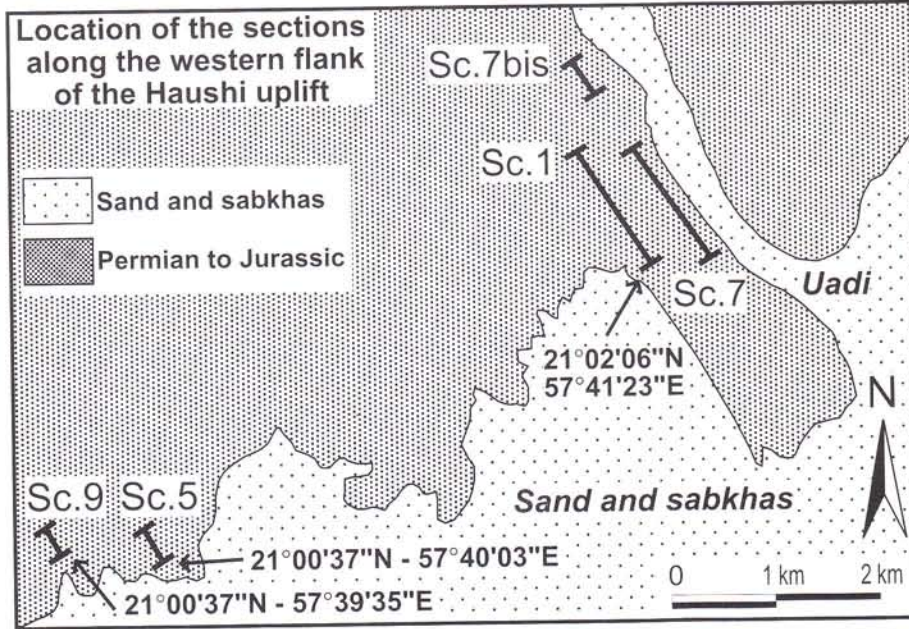 Location of the sections
along the western flank
of the Haushi uplift
Sc.7bis
Sc.1
Sand and sabkhas
Permian to Jurassic
Sc.7
Uadi
21°02'06"N
57°41'23"E
N
Sc.9
Sc.5
Sand and sabkhas
21°00'37"N - 57°40'03"E
21°00'37"N - 57°39'35"E
O 1 km 2 km